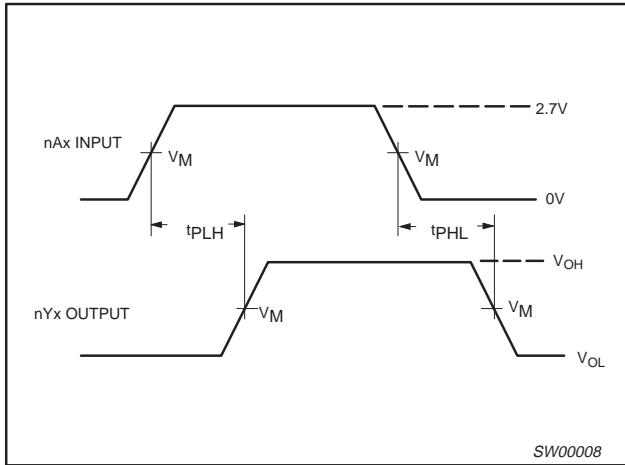 2.7V
nAx INPUT
VM VM
0V
tPLH tPHL
VOH
nYx OUTPUT
VM VM
VOL
SW00008